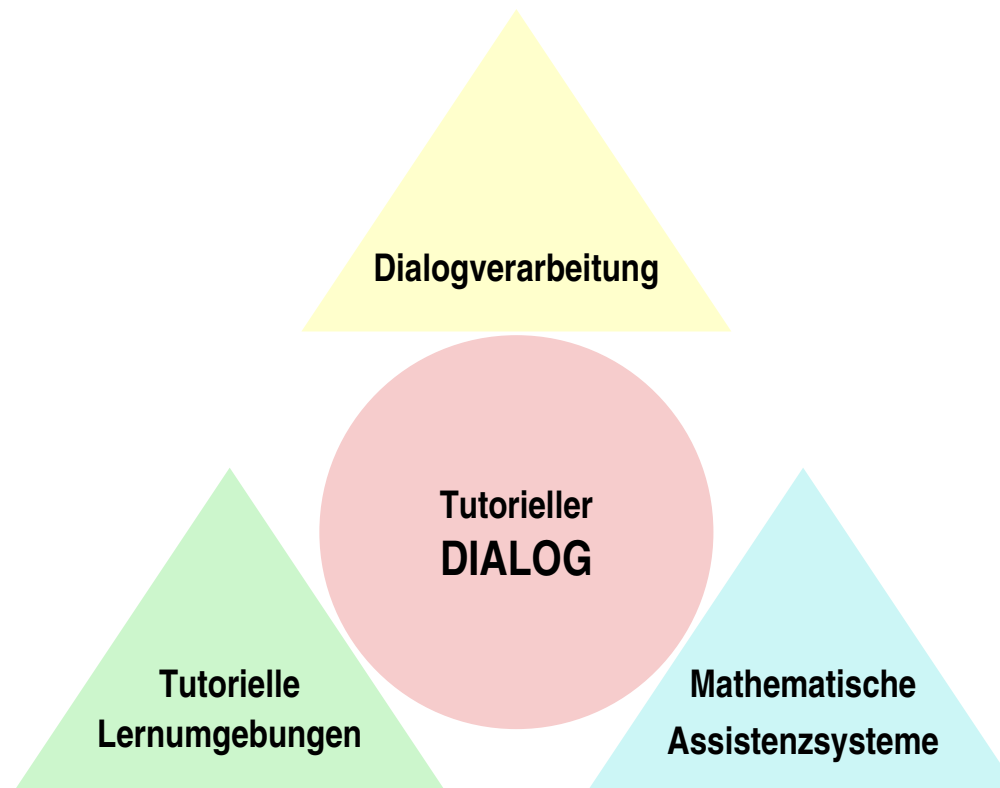 Dialogverarbeitung
Tutorieller
DIALOG
Tutorielle
Lernumgebungen
Mathematische
Assistenzsysteme